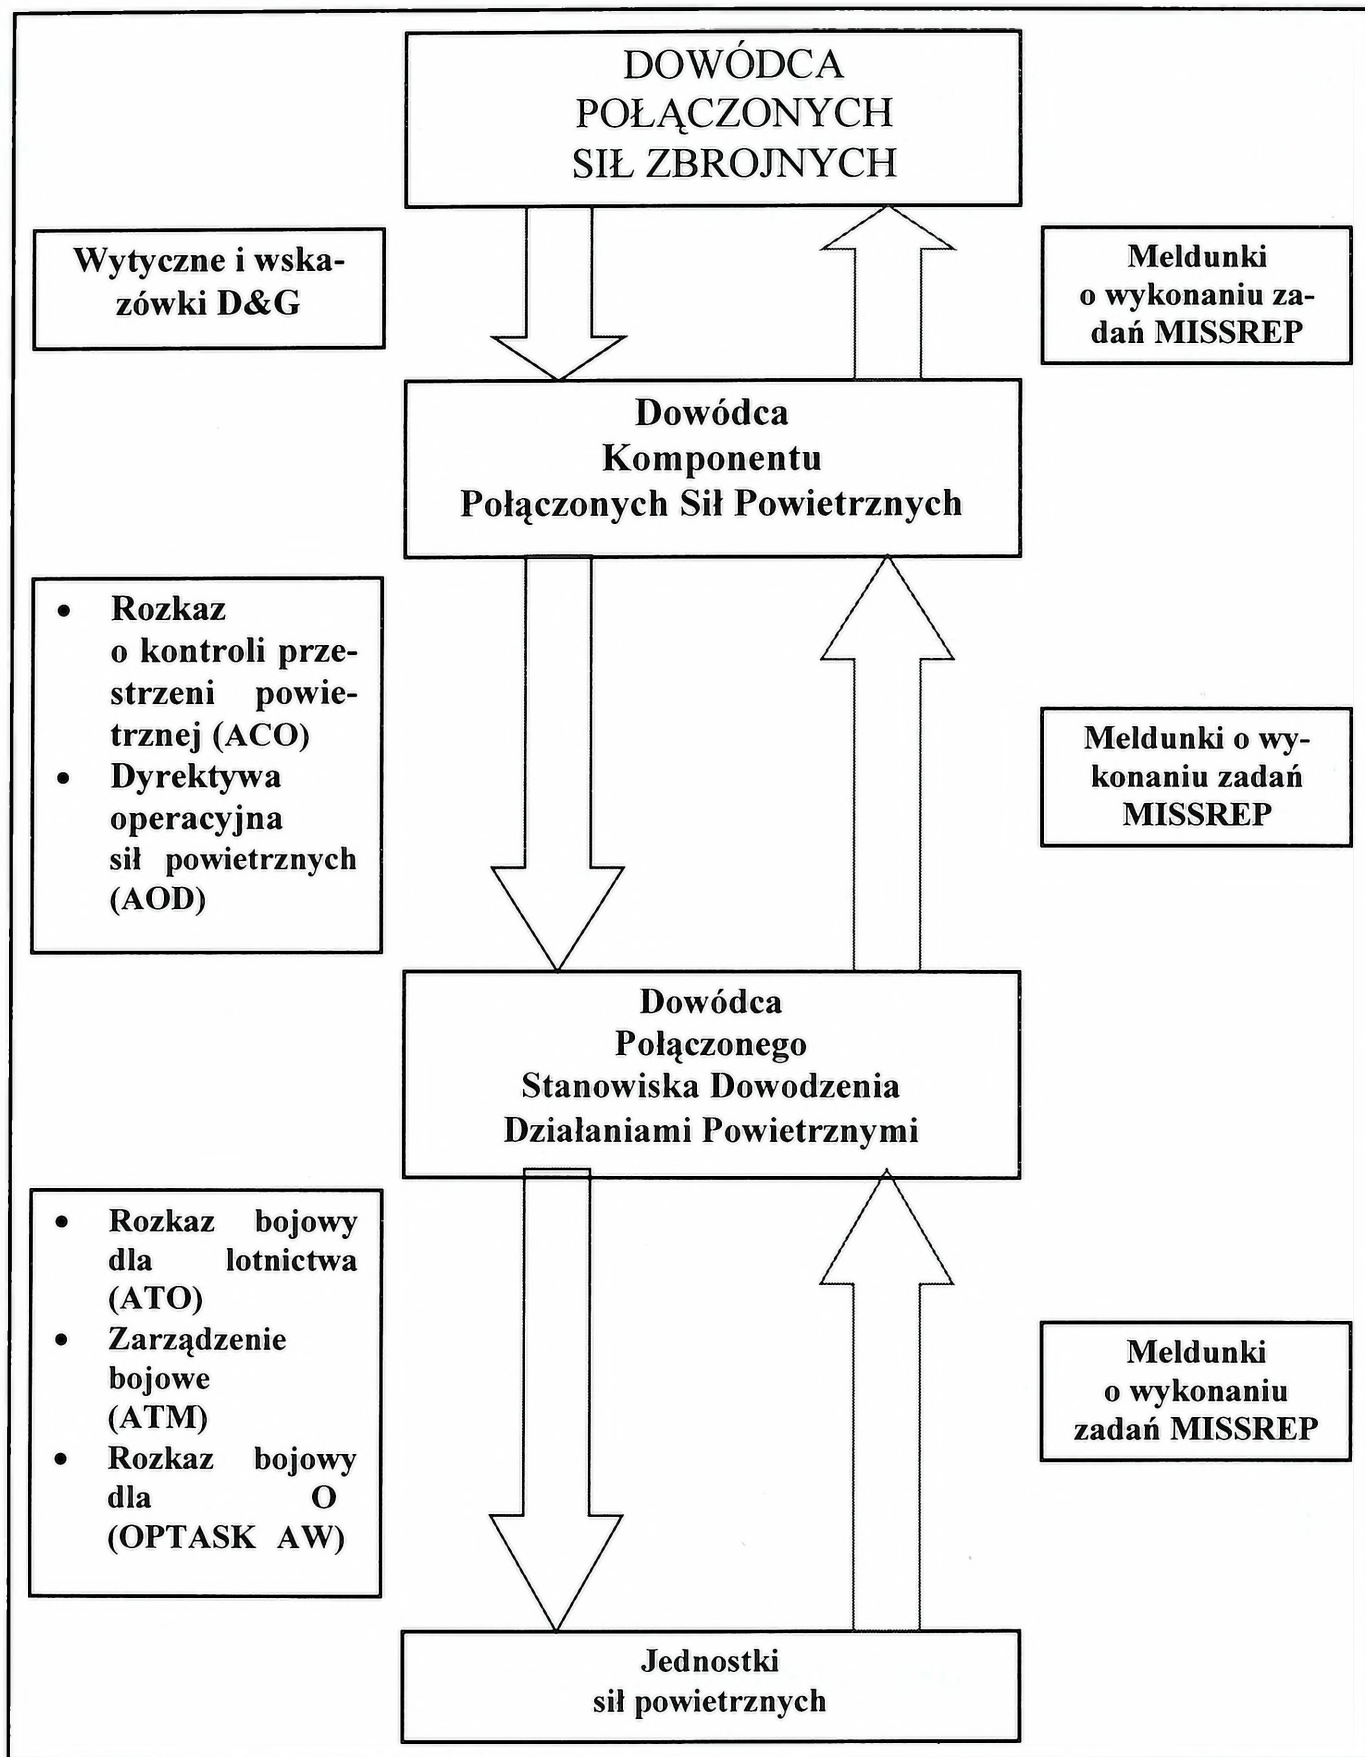 DOWÓDCA
POŁĄCZONYCH
SIŁ ZBROJNYCH
Wytyczne i wska-
zówki D&G
Meldunki
o wykonaniu za-
dań MISSREP
Dowódca
Komponentu
Połączonych Sił Powietrznych
• Rozkaz
o kontroli prze-
strzeni powie-
trznej (ACO)
• Dyrektywa
operacyjna
sił powietrznych
(AOD)
Meldunki o wy-
konaniu zadań
MISSREP
Dowódca
Połączonego
Stanowiska Dowodzenia
Działaniami Powietrznymi
• Rozkaz bojowy
dla lotnictwa
(ATO)
• Zarządzenie
bojowe
(ATM)
• Rozkaz bojowy
dla O
(OPTASK AW)
Meldunki
o wykonaniu
zadań MISSREP
Jednostki
sił powietrznych